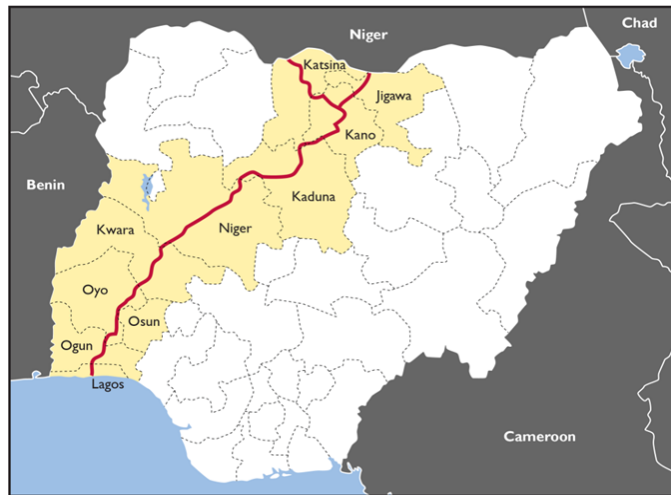 Chad
Niger
Katsina
Jigawa
Kano
Benin
Kaduna
Kwara
Niger
Oyo
Osun
Ogun
Lagos
Cameroon